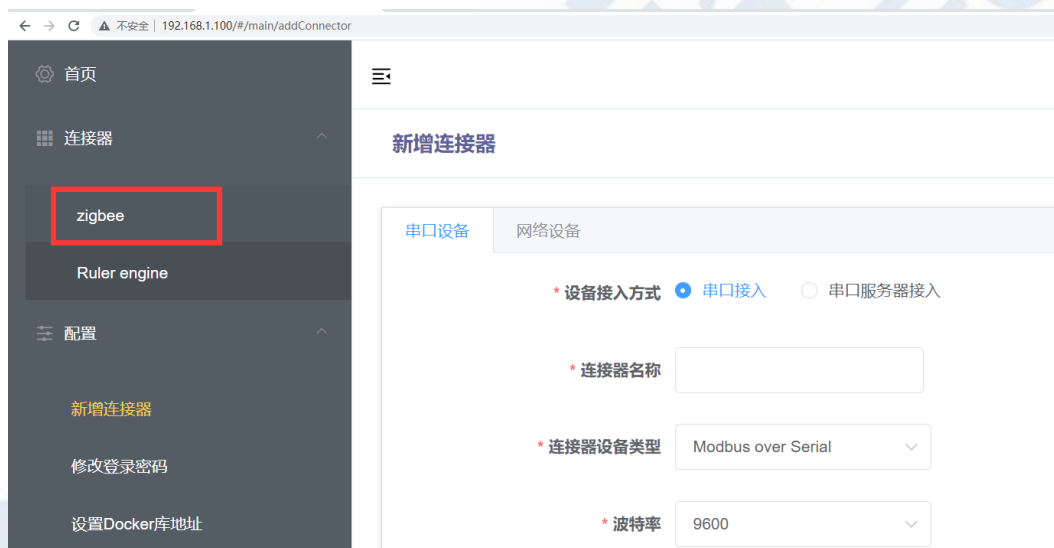 不安全 | 192.168.1.100/#/main/addConnector
首页
连接器
zigbee
Ruler engine
配置
新增连接器
修改登录密码
设置Docker库地址
新增连接器
串口设备 网络设备
* 设备接入方式 串口接入 串口服务器接入
* 连接器名称
* 连接器设备类型 Modbus over Serial
* 波特率 9600